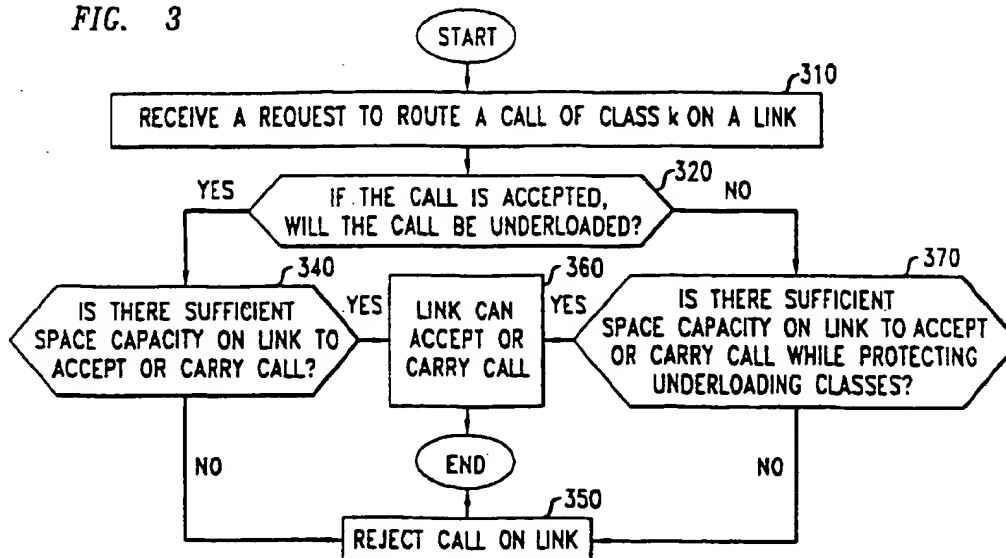 FIG. 3
START
310
RECEIVE A REQUEST TO ROUTE A CALL OF CLASS k ON A LINK
320
YES
IF THE CALL IS ACCEPTED,
WILL THE CALL BE UNDERLOADED?
NO
340
IS THERE SUFFICIENT
SPACE CAPACITY ON LINK TO
ACCEPT OR CARRY CALL?
YES
360
LINK CAN
ACCEPT OR
CARRY CALL
YES
370
IS THERE SUFFICIENT
SPACE CAPACITY ON LINK TO ACCEPT
OR CARRY CALL WHILE PROTECTING
UNDERLOADING CLASSES?
NO
END
NO
350
REJECT CALL ON LINK